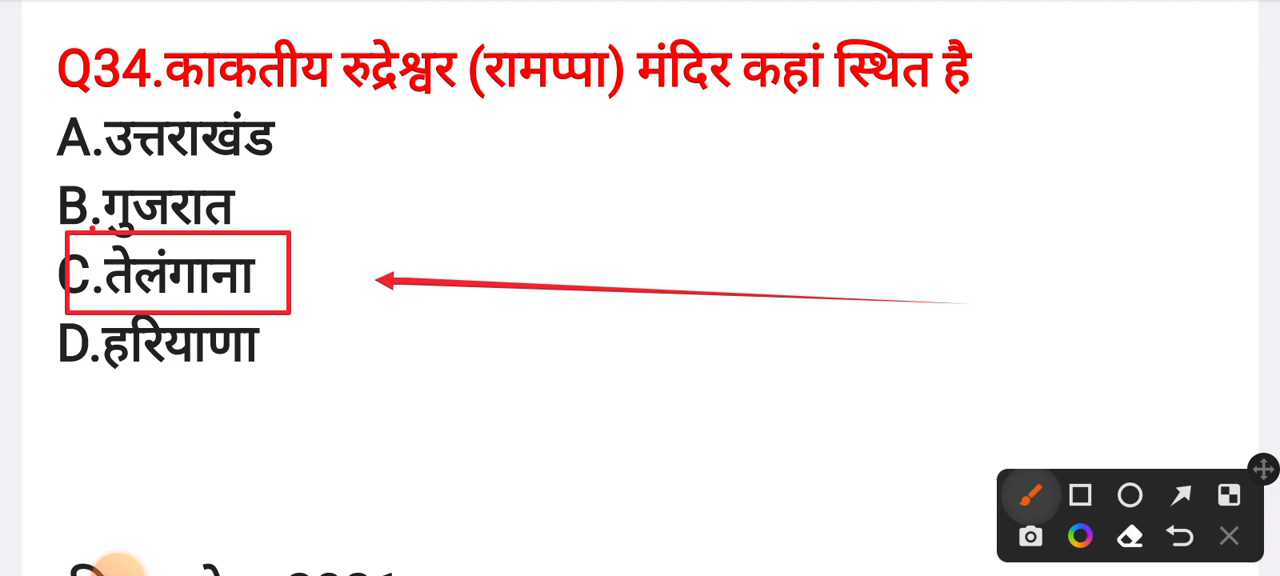 Q34.काकतीय रुद्रेश्वर (रामप्पा) मंदिर कहां स्थित है
A.उत्तराखंड
B.गुजरात
C.तेलंगाना
D.हरियाणा